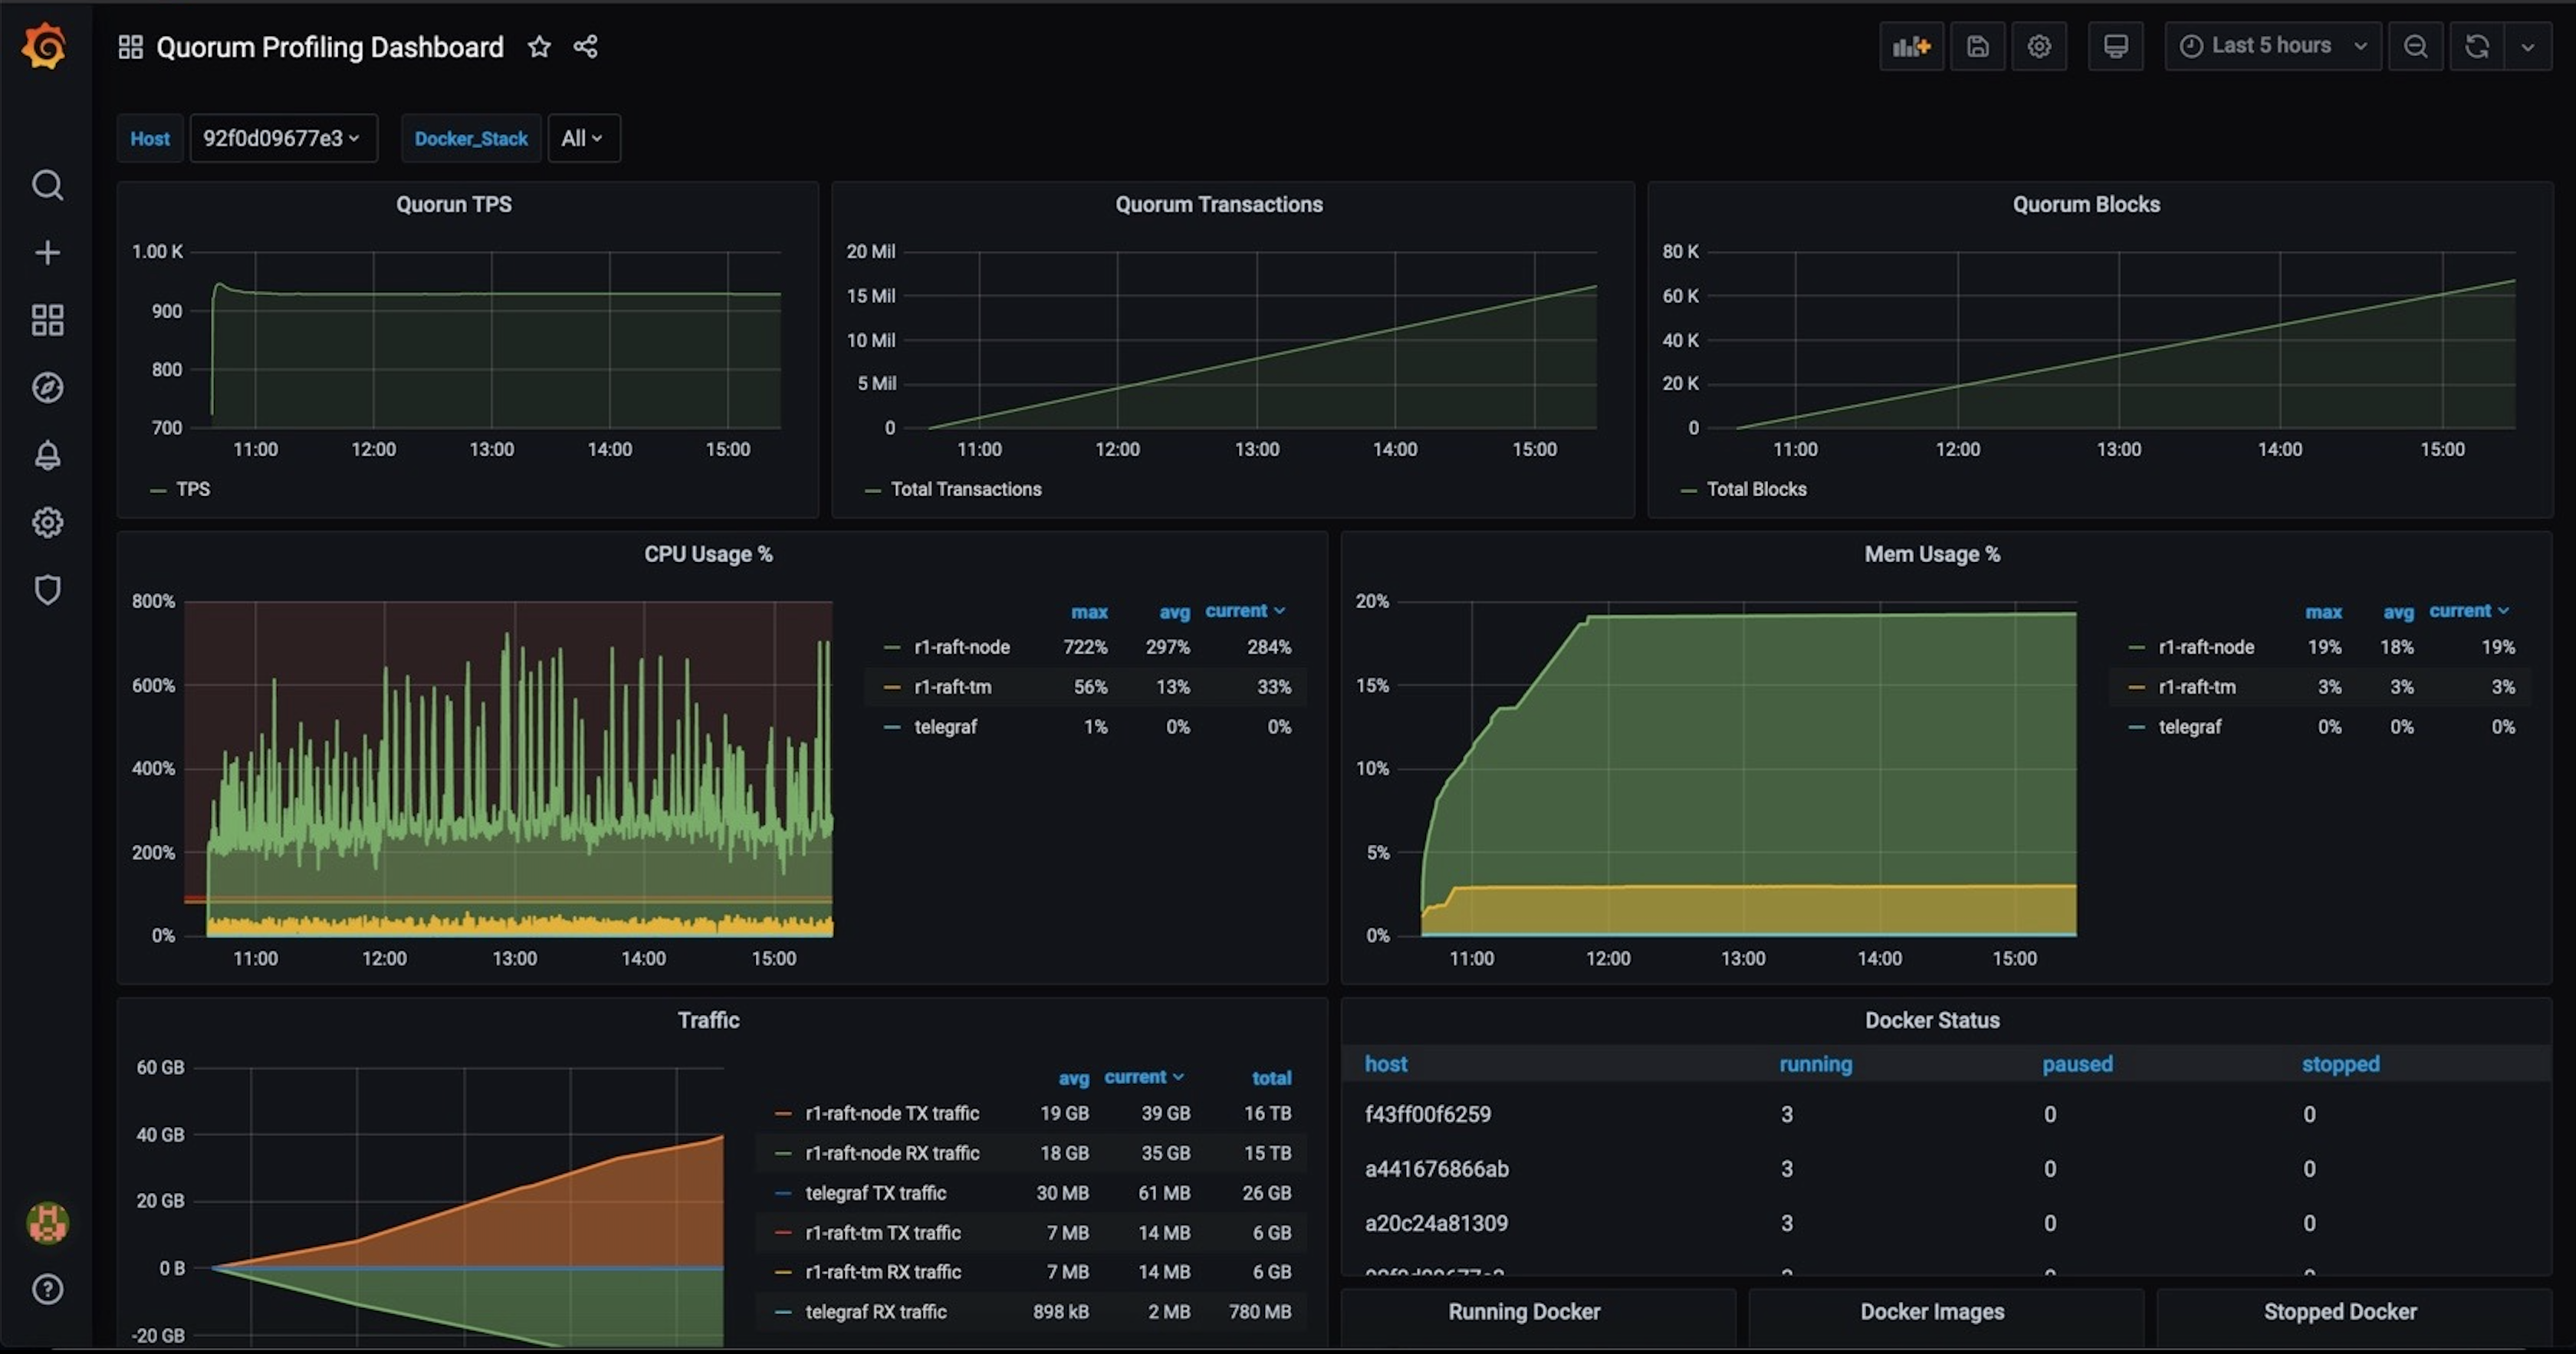 Quorum Profiling Dashboard
Last 5 hours
Host 92f0d09677e3 Docker_Stack All
Quorun TPS
1.00 K
900
800
700
11:00 12:00 13:00 14:00 15:00
TPS
Quorum Transactions
20 Mil
15 Mil
10 Mil
5 Mil
0
11:00 12:00 13:00 14:00 15:00
Total Transactions
Quorum Blocks
80 K
60 K
40 K
20 K
0
11:00 12:00 13:00 14:00 15:00
Total Blocks
CPU Usage %
800%
600%
400%
200%
0%
11:00 12:00 13:00 14:00 15:00
max avg current
r1-raft-node 722% 297% 284%
r1-raft-tm 56% 13% 33%
telegraf 1% 0% 0%
Mem Usage %
20%
15%
10%
5%
0%
11:00 12:00 13:00 14:00 15:00
max avg current
r1-raft-node 19% 18% 19%
r1-raft-tm 3% 3% 3%
telegraf 0% 0% 0%
Traffic
60 GB
40 GB
20 GB
0 B
-20 GB
avg current total
r1-raft-node TX traffic 19 GB 39 GB 16 TB
r1-raft-node RX traffic 18 GB 35 GB 15 TB
telegraf TX traffic 30 MB 61 MB 26 GB
r1-raft-tm TX traffic 7 MB 14 MB 6 GB
r1-raft-tm RX traffic 7 MB 14 MB 6 GB
telegraf RX traffic 898 kB 2 MB 780 MB
Docker Status
host running paused stopped
f43ff00f6259 3 0 0
a441676866ab 3 0 0
a20c24a81309 3 0 0
Running Docker
Docker Images
Stopped Docker